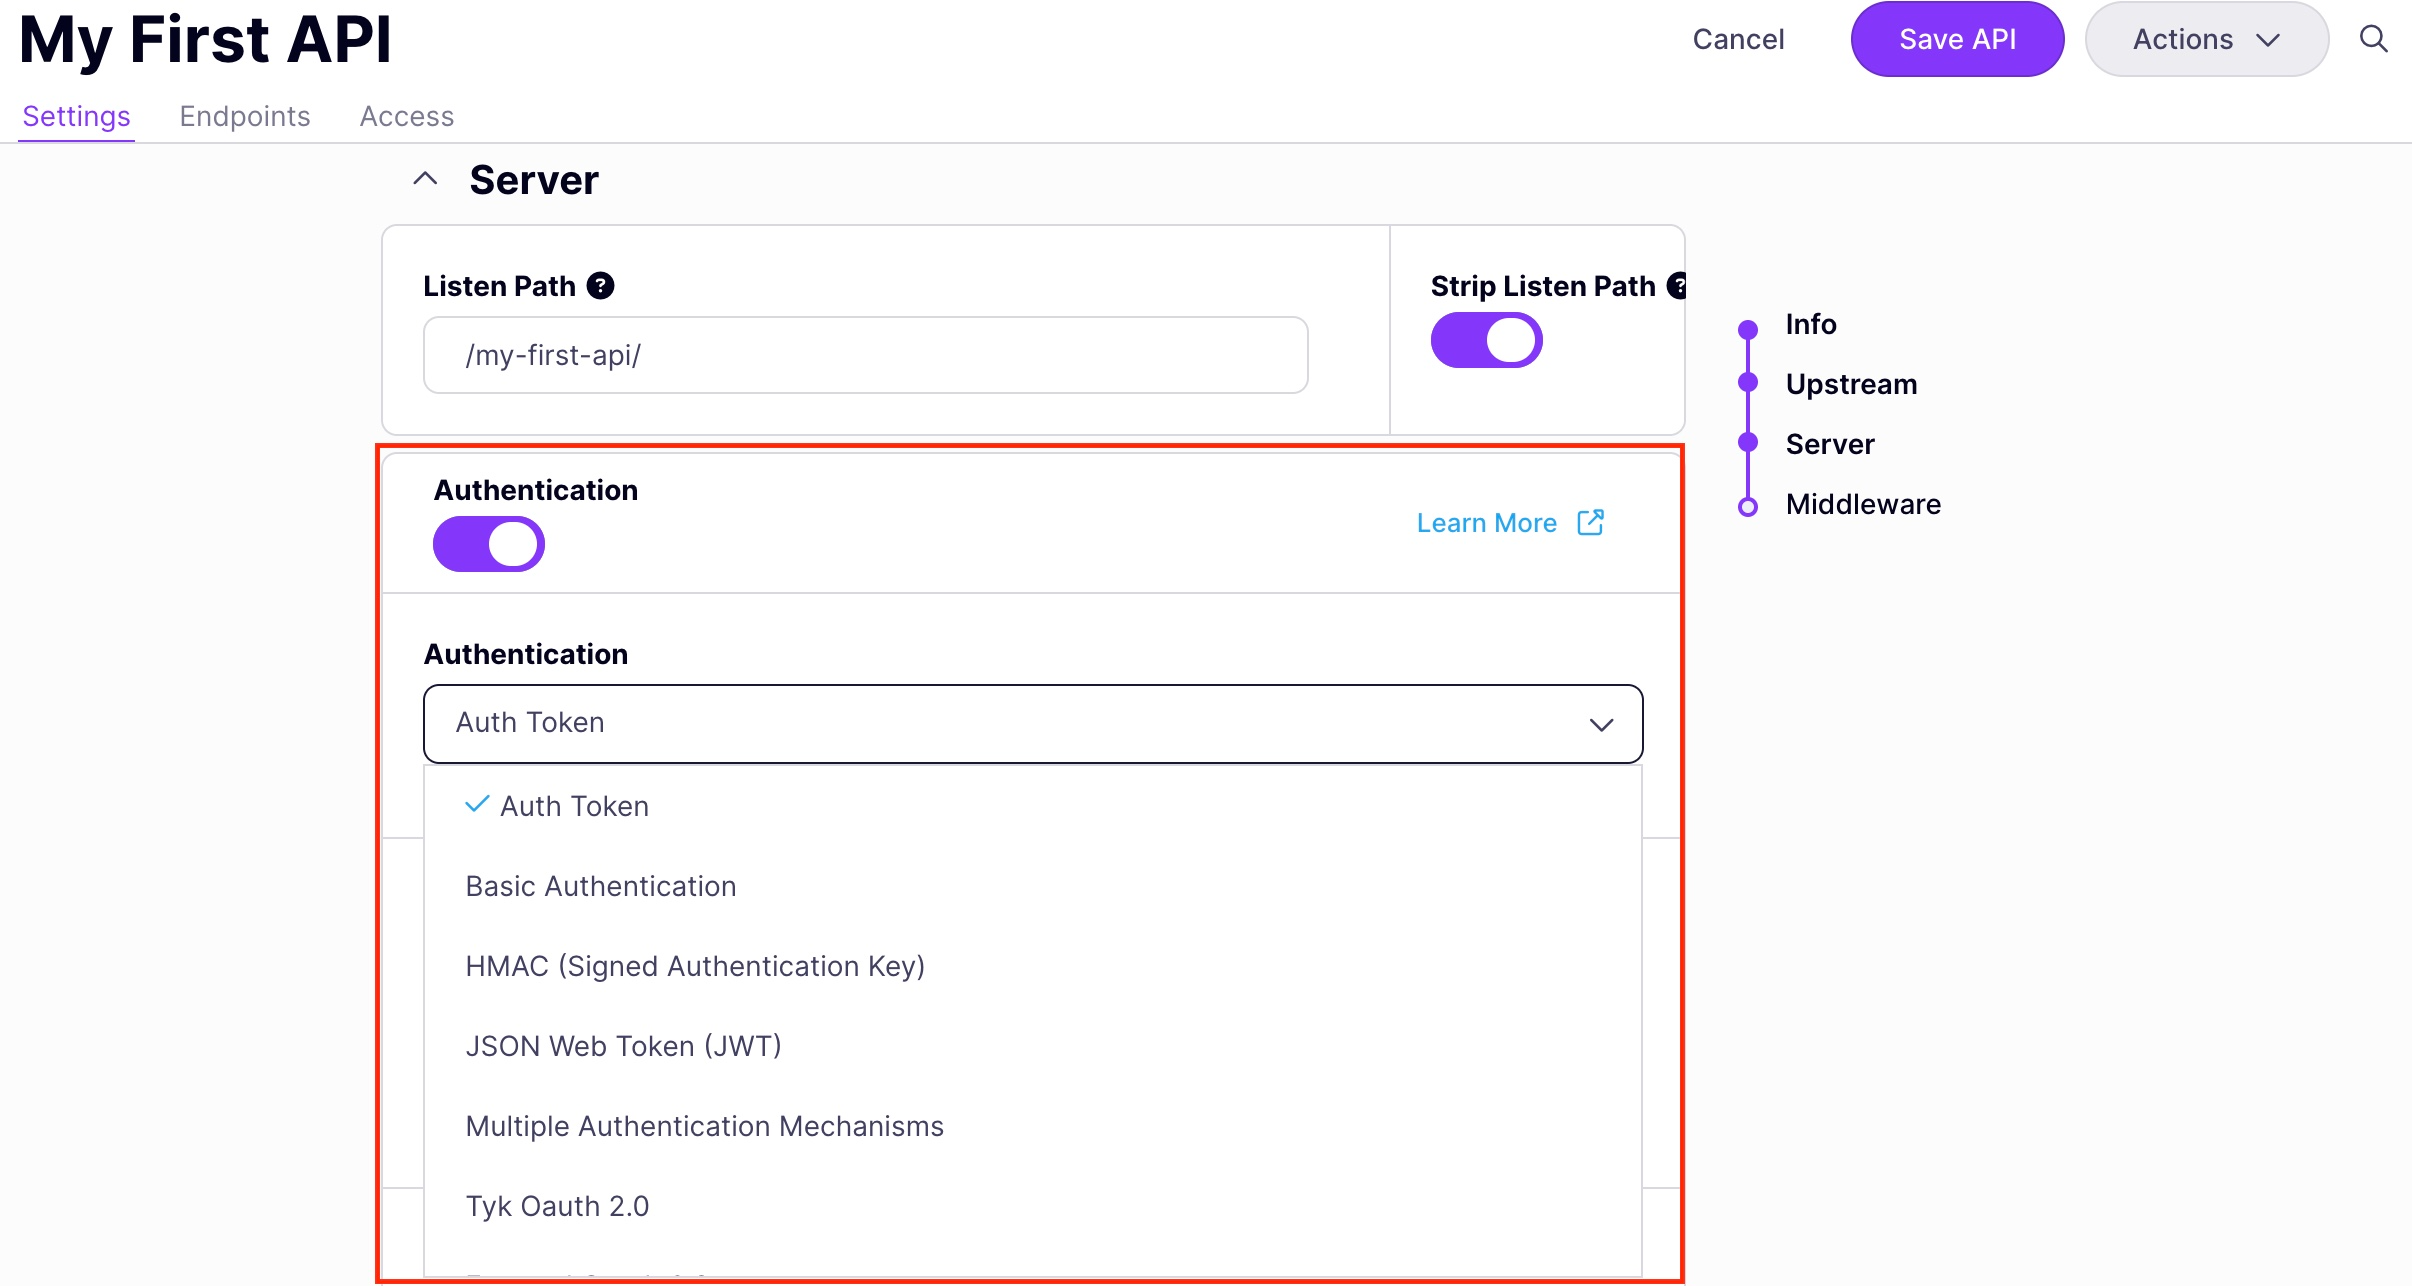 My First API
Cancel
Save API
Actions
Settings
Endpoints
Access
Server
Listen Path
/my-first-api/
Strip Listen Path
Info
Upstream
Server
Middleware
Authentication
Learn More
Authentication
Auth Token
Auth Token
Basic Authentication
HMAC (Signed Authentication Key)
JSON Web Token (JWT)
Multiple Authentication Mechanisms
Tyk Oauth 2.0